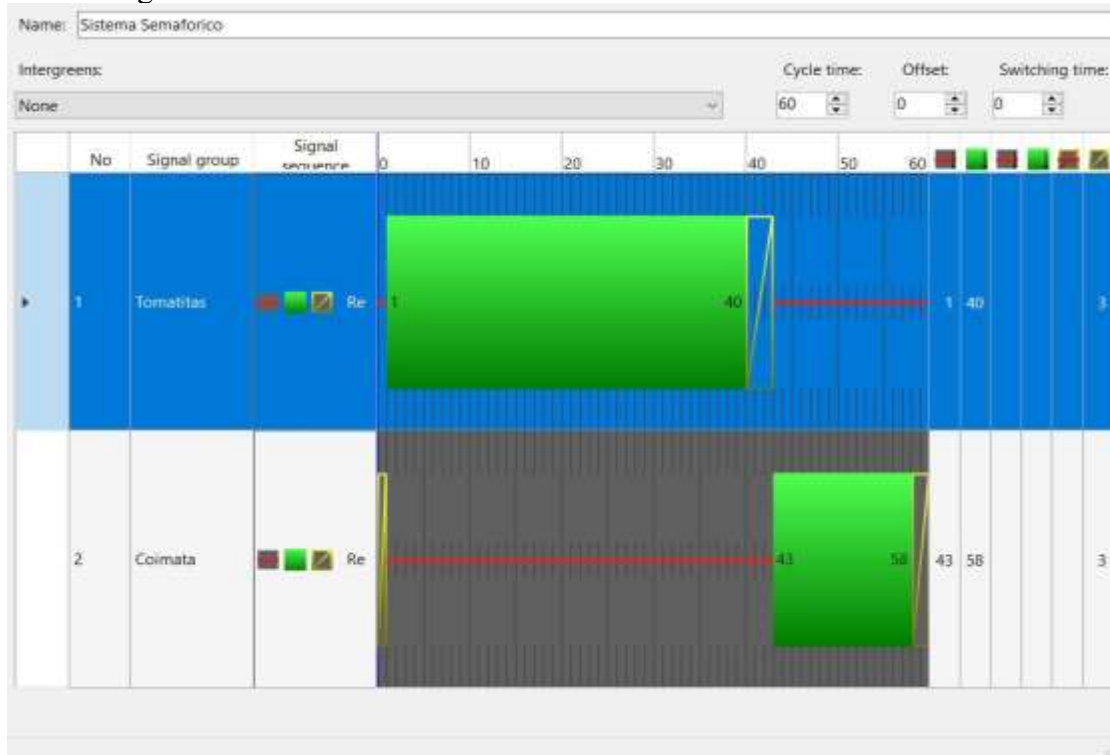 Name: Sistema Semaforico
Intergreens: Cycle time: Offset: Switching time:
None 60 0 0
No Signal group Signal sequence 0 10 20 30 40 50 60
1 Tomatitas Re 1 40 1 40 3
2 Coimata Re 43 58 43 58 3